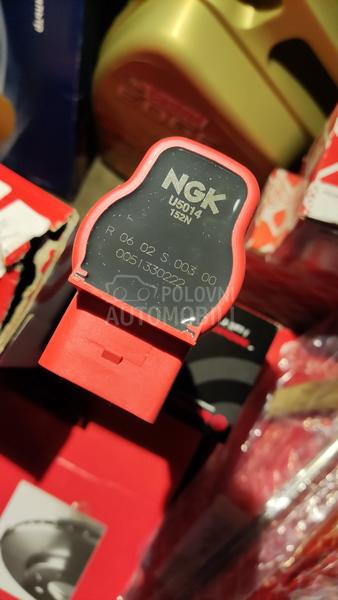 NGK
U5014
152N
R 06 02 S 003 00
0051330222
POLOVNI
AUTOMOBILI